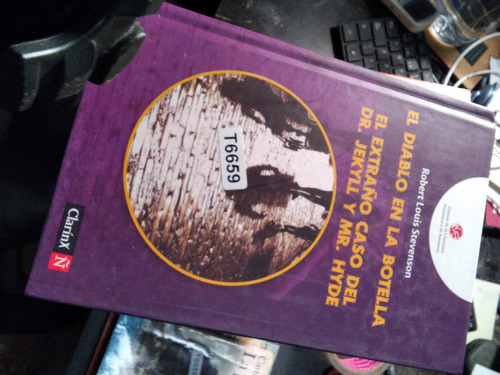 Robert Louis Stevenson
EL DIABLO EN LA BOTELLA
EL EXTRAÑO CASO DEL
DR. JEKYLL Y MR. HYDE
T6659
Clarín X Ñ